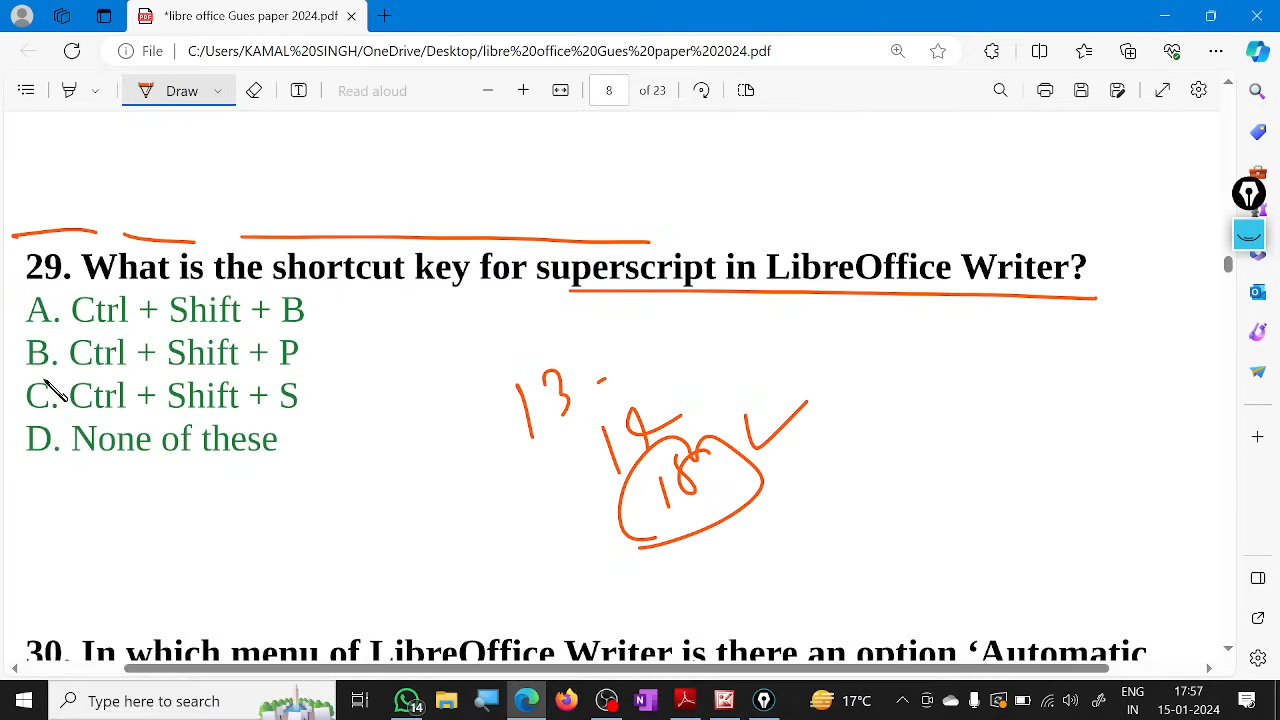 *libre office Gues paper 2024.pdf
File
C:/Users/KAMAL%20SINGH/OneDrive/Desktop/libre%20office%20Gues%20paper%202024.pdf
Draw
Read aloud
8 of 23
29. What is the shortcut key for superscript in LibreOffice Writer?
A. Ctrl + Shift + B
B. Ctrl + Shift + P
C. Ctrl + Shift + S
D. None of these
13
30. In which menu of LibreOffice Writer is there an option ‘Automatic
Type here to search
14
17°C
ENG
IN
17:57
15-01-2024